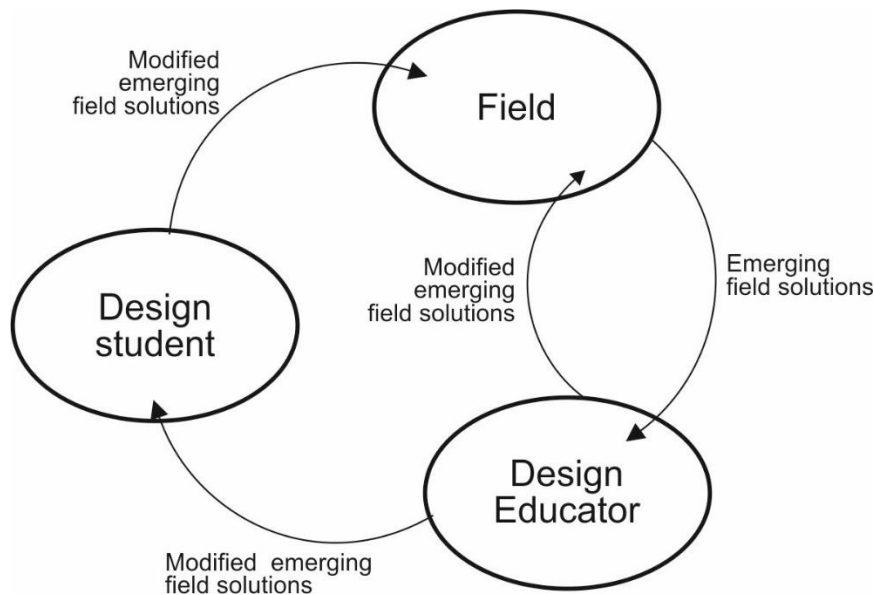 Modified
emerging
field solutions
Field
Modified
emerging
field solutions
Emerging
field solutions
Design
student
Design
Educator
Modified emerging
field solutions